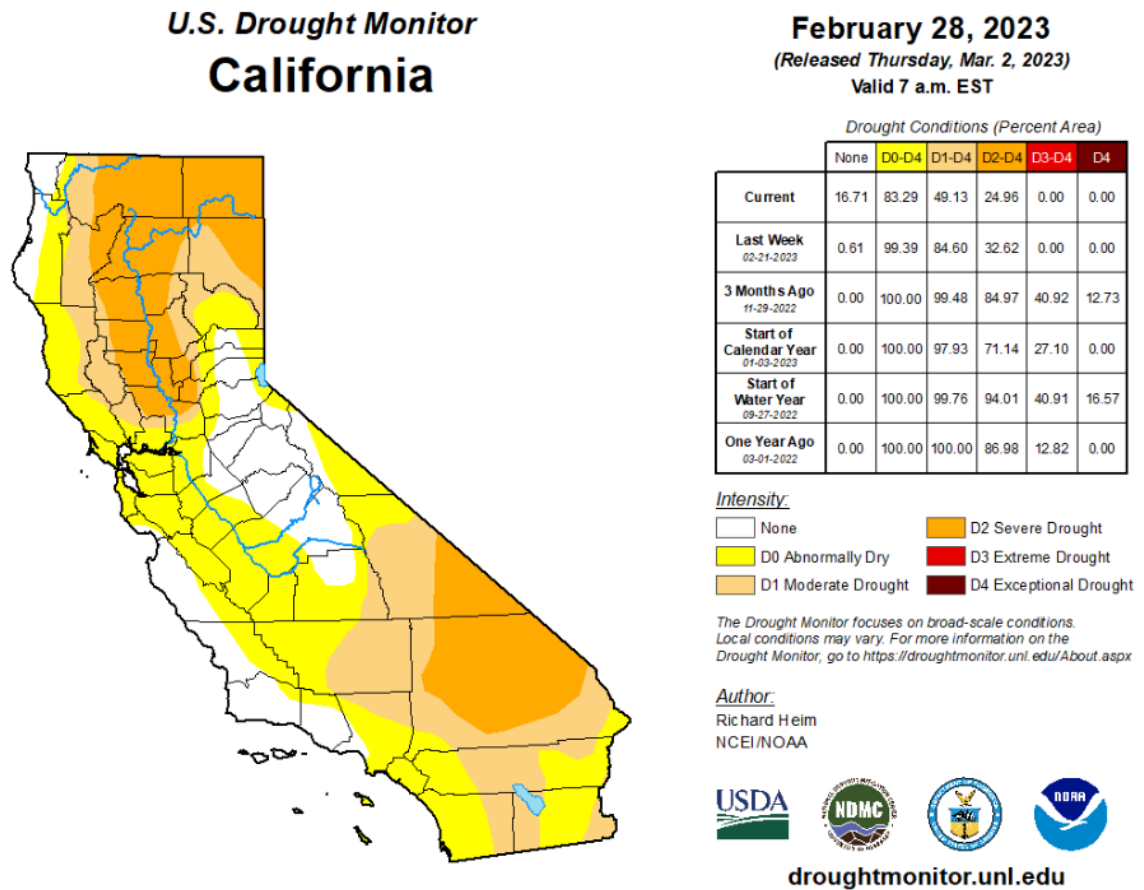 U.S. Drought Monitor
California
February 28, 2023
(Released Thursday, Mar. 2, 2023)
Valid 7 a.m. EST
Drought Conditions (Percent Area)
None D0-D4 D1-D4 D2-D4 D3-D4 D4
Current 16.71 83.29 49.13 24.96 0.00 0.00
Last Week
02-21-2023
0.61 99.39 84.60 32.62 0.00 0.00
3 Months Ago
11-29-2022
0.00 100.00 99.48 84.97 40.92 12.73
Start of
Calendar Year
01-03-2023
0.00 100.00 97.93 71.14 27.10 0.00
Start of
Water Year
09-27-2022
0.00 100.00 99.76 94.01 40.91 16.57
One Year Ago
03-01-2022
0.00 100.00 100.00 86.98 12.82 0.00
Intensity:
None
D0 Abnormally Dry
D1 Moderate Drought
D2 Severe Drought
D3 Extreme Drought
D4 Exceptional Drought
The Drought Monitor focuses on broad-scale conditions.
Local conditions may vary. For more information on the
Drought Monitor, go to https://droughtmonitor.unl.edu/About.aspx
Author:
Richard Heim
NCEI/NOAA
USDA
NDMC
NOAA
droughtmonitor.unl.edu